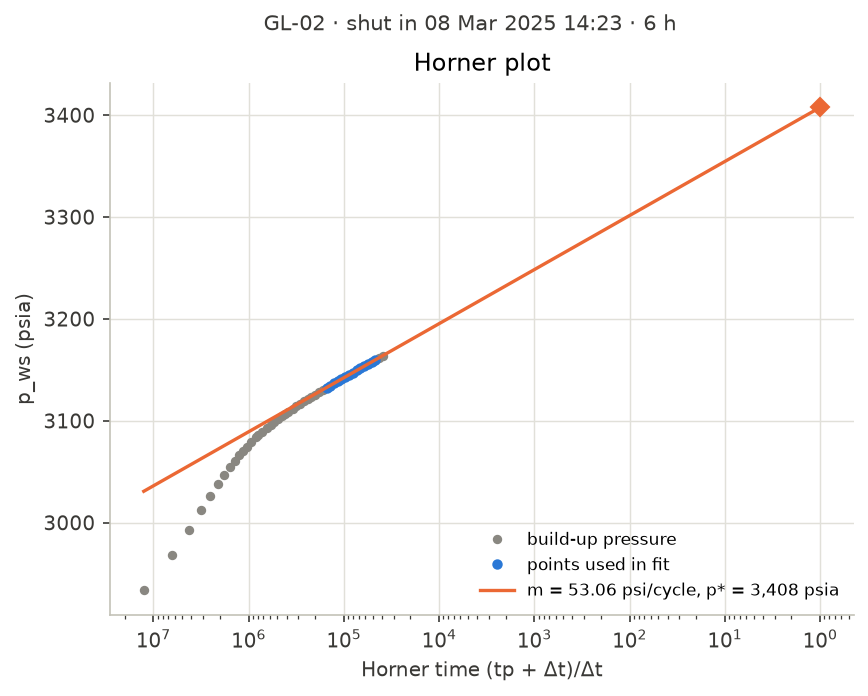 GL-02 · shut in 08 Mar 2025 14:23 · 6 h
Horner plot
p_ws (psia)
3400
3300
3200
3100
3000
build-up pressure
points used in fit
m = 53.06 psi/cycle, p* = 3,408 psia
10⁷ 10⁶ 10⁵ 10⁴ 10³ 10² 10¹ 10⁰
Horner time (tp + Δt)/Δt